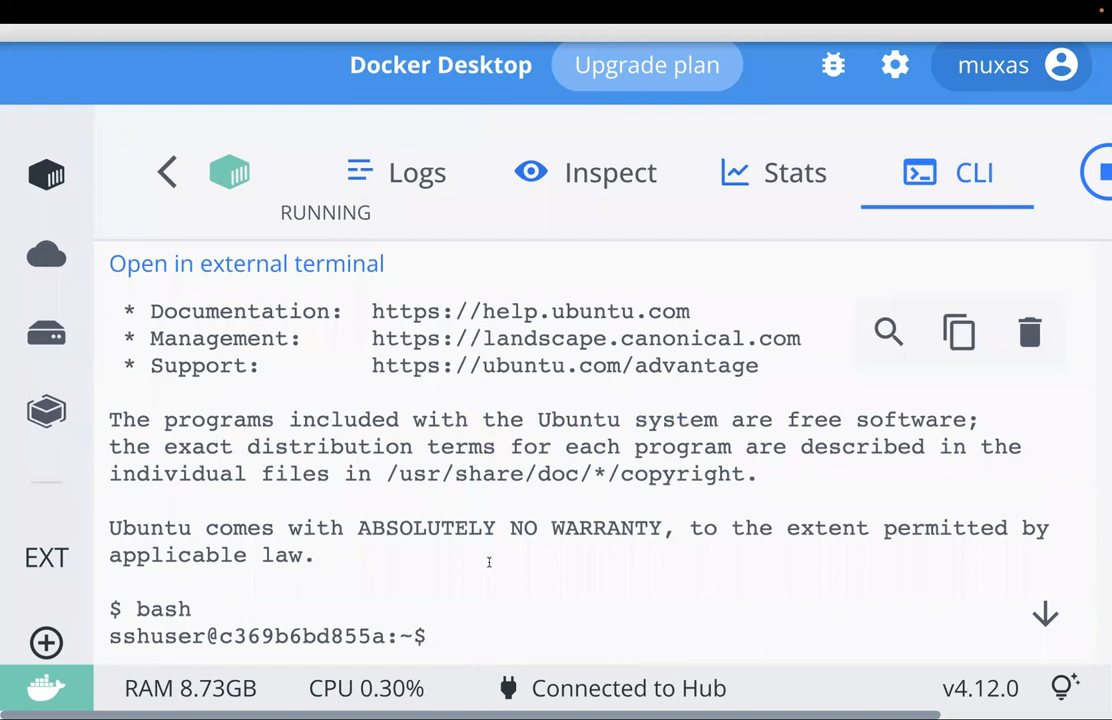 Docker Desktop
Upgrade plan
muxas
Logs
Inspect
Stats
CLI
RUNNING
Open in external terminal
* Documentation: https://help.ubuntu.com
* Management: https://landscape.canonical.com
* Support: https://ubuntu.com/advantage
The programs included with the Ubuntu system are free software;
the exact distribution terms for each program are described in the
individual files in /usr/share/doc/*/copyright.
Ubuntu comes with ABSOLUTELY NO WARRANTY, to the extent permitted by
applicable law.
$ bash
sshuser@c369b6bd855a:~$
EXT
RAM 8.73GB
CPU 0.30%
Connected to Hub
v4.12.0